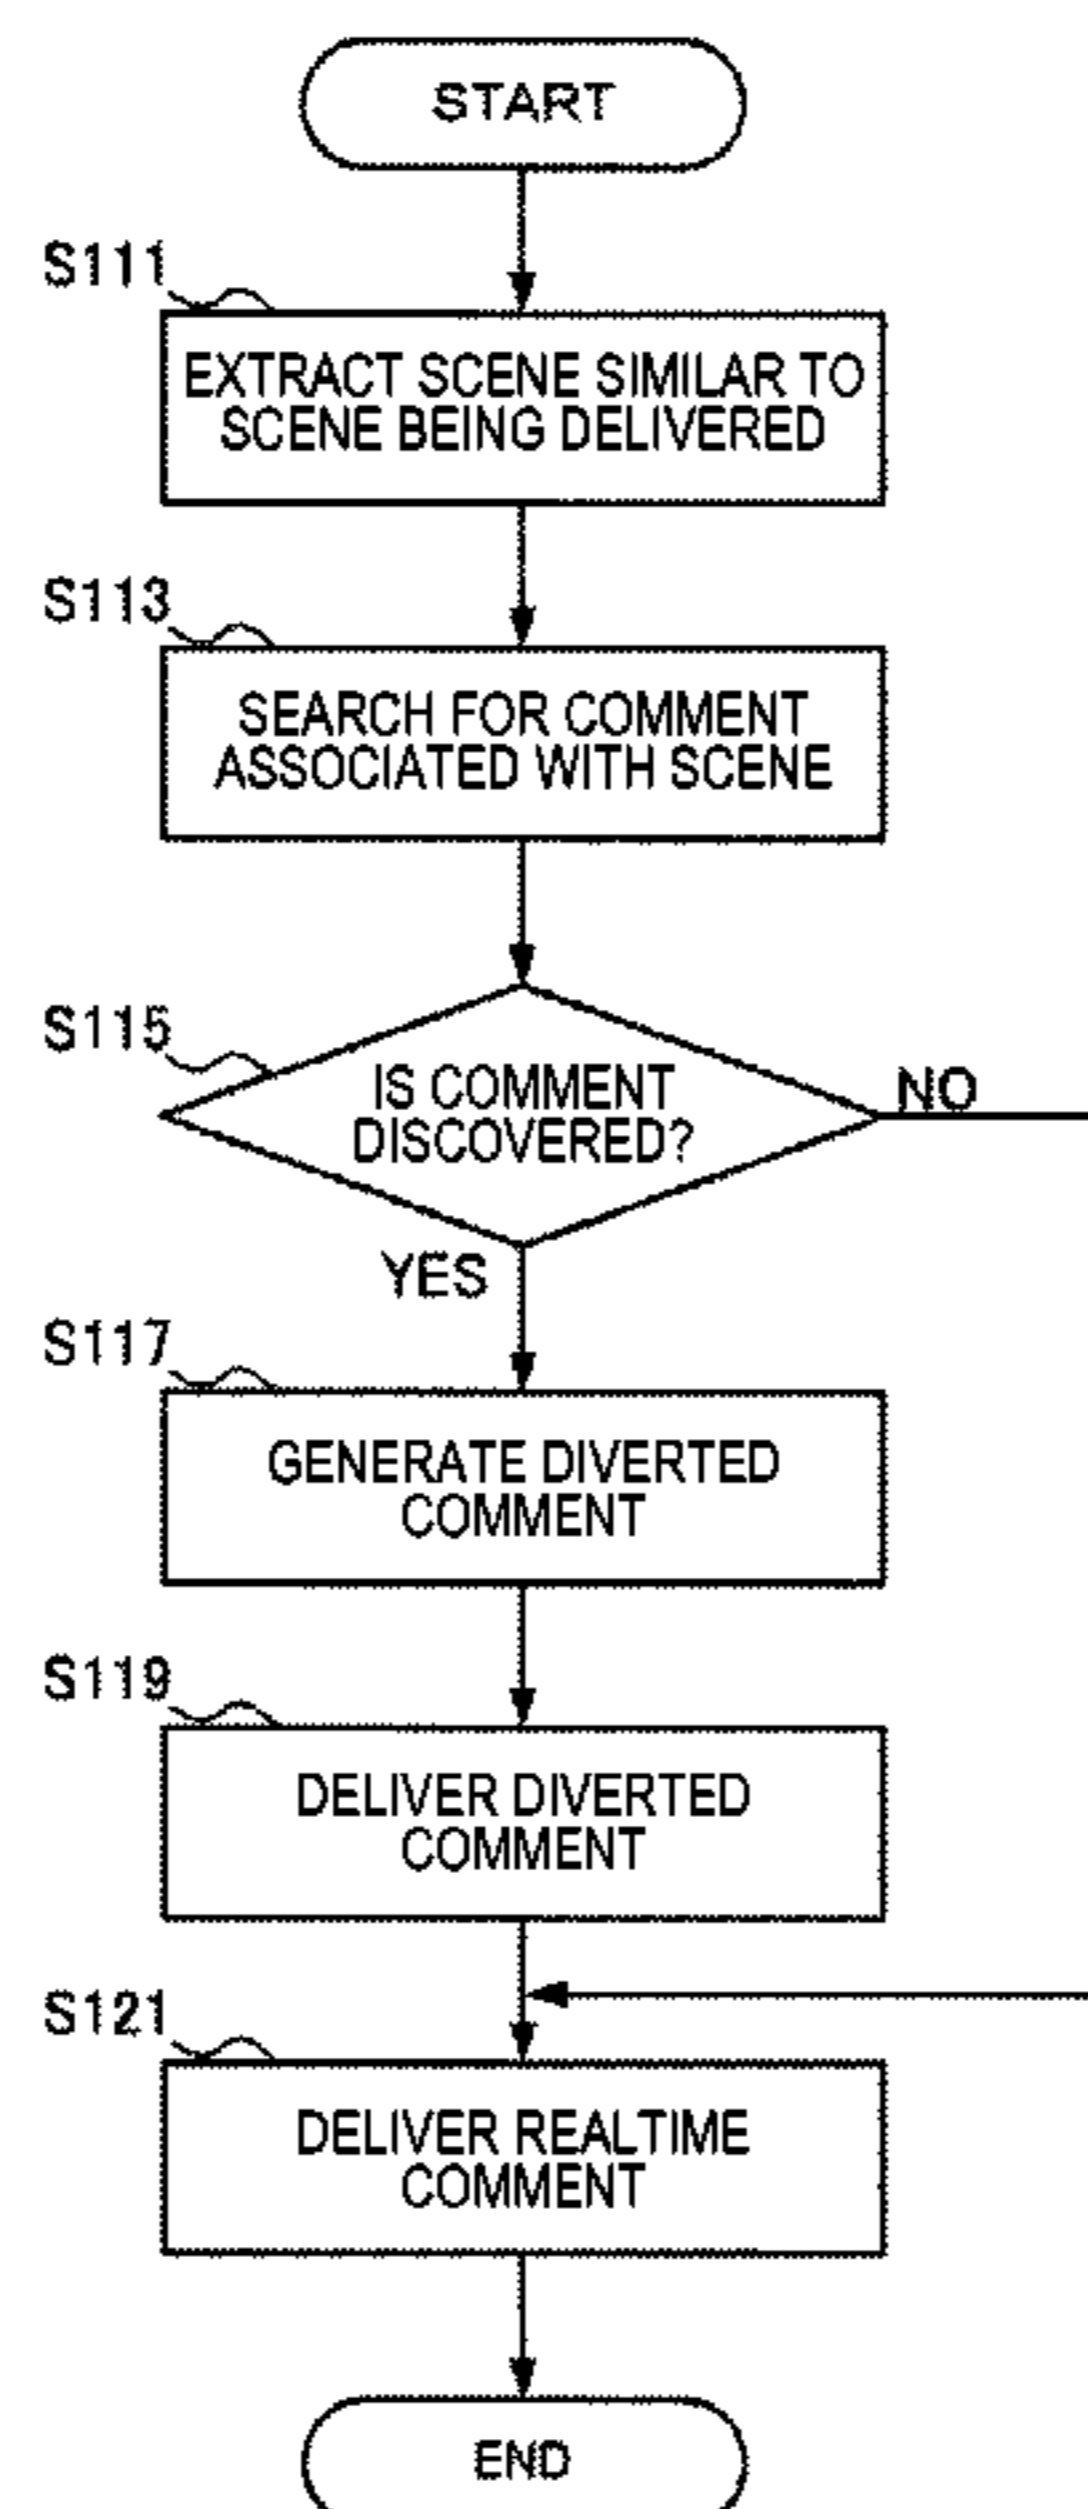 START
S111
EXTRACT SCENE SIMILAR TO
SCENE BEING DELIVERED
S113
SEARCH FOR COMMENT
ASSOCIATED WITH SCENE
S115
IS COMMENT
DISCOVERED?
NO
YES
S117
GENERATE DIVERTED
COMMENT
S119
DELIVER DIVERTED
COMMENT
S121
DELIVER REALTIME
COMMENT
END